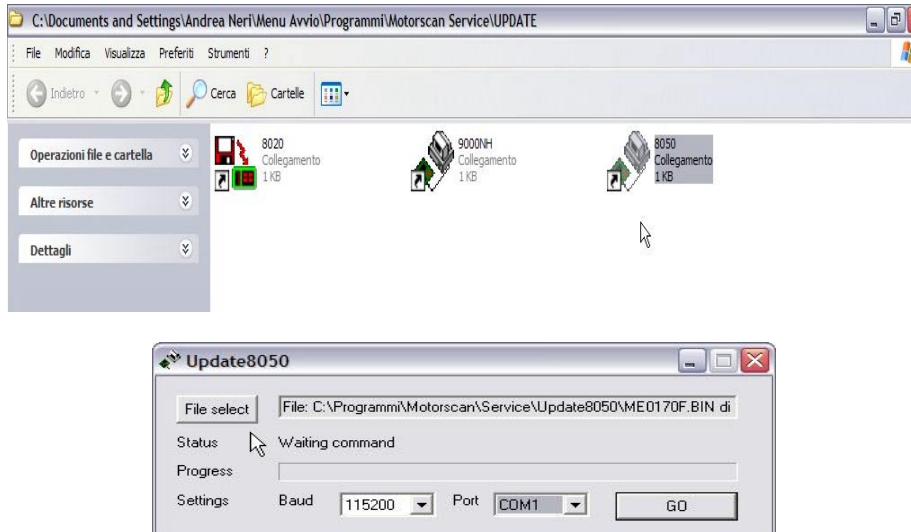 C:\Documents and Settings\Andrea Neri\Menu Avvio\Programmi\Motorscan Service\UPDATE
File Modifica Visualizza Preferiti Strumenti ?
Indietro Cerca Cartelle
Operazioni file e cartella
Altre risorse
Dettagli
8020
Collegamento
1 KB
9000NH
Collegamento
1 KB
8050
Collegamento
1 KB
Update8050
File select File: C:\Programmi\Motorscan\Service\Update8050\ME0170F.BIN di
Status Waiting command
Progress
Settings Baud 115200 Port COM1 GO